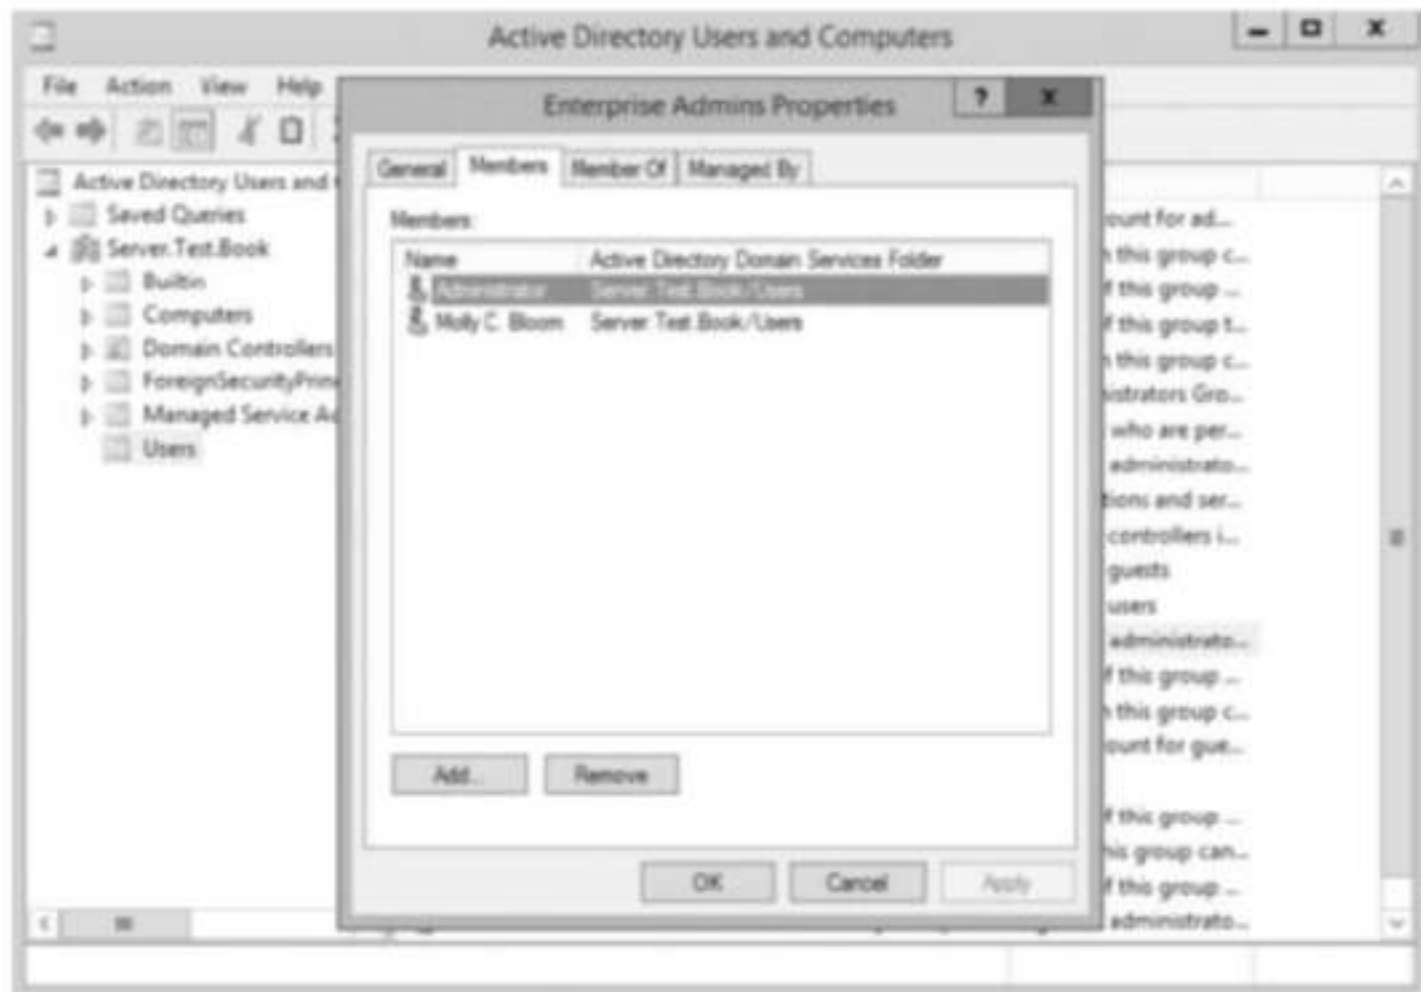 Active Directory Users and Computers
File Action View Help
Enterprise Admins Properties
General Members Member Of Managed By
Active Directory Users and
Saved Queries
Server.Test.Book
Builtin
Computers
Domain Controllers
ForeignSecurityPrin
Managed Service Ac
Users
Members:
Name Active Directory Domain Services Folder
Administrator Server.Test.Book/Users
Molly C. Bloom Server.Test.Book/Users
Add... Remove
OK Cancel Apply
ount for ad...
this group c...
f this group ...
f this group t...
this group c...
istrators Gro...
who are per...
administrato...
tions and ser...
controllers i...
guests
users
administrato...
f this group ...
this group c...
ount for gue...
f this group ...
his group can...
f this group ...
administrato...